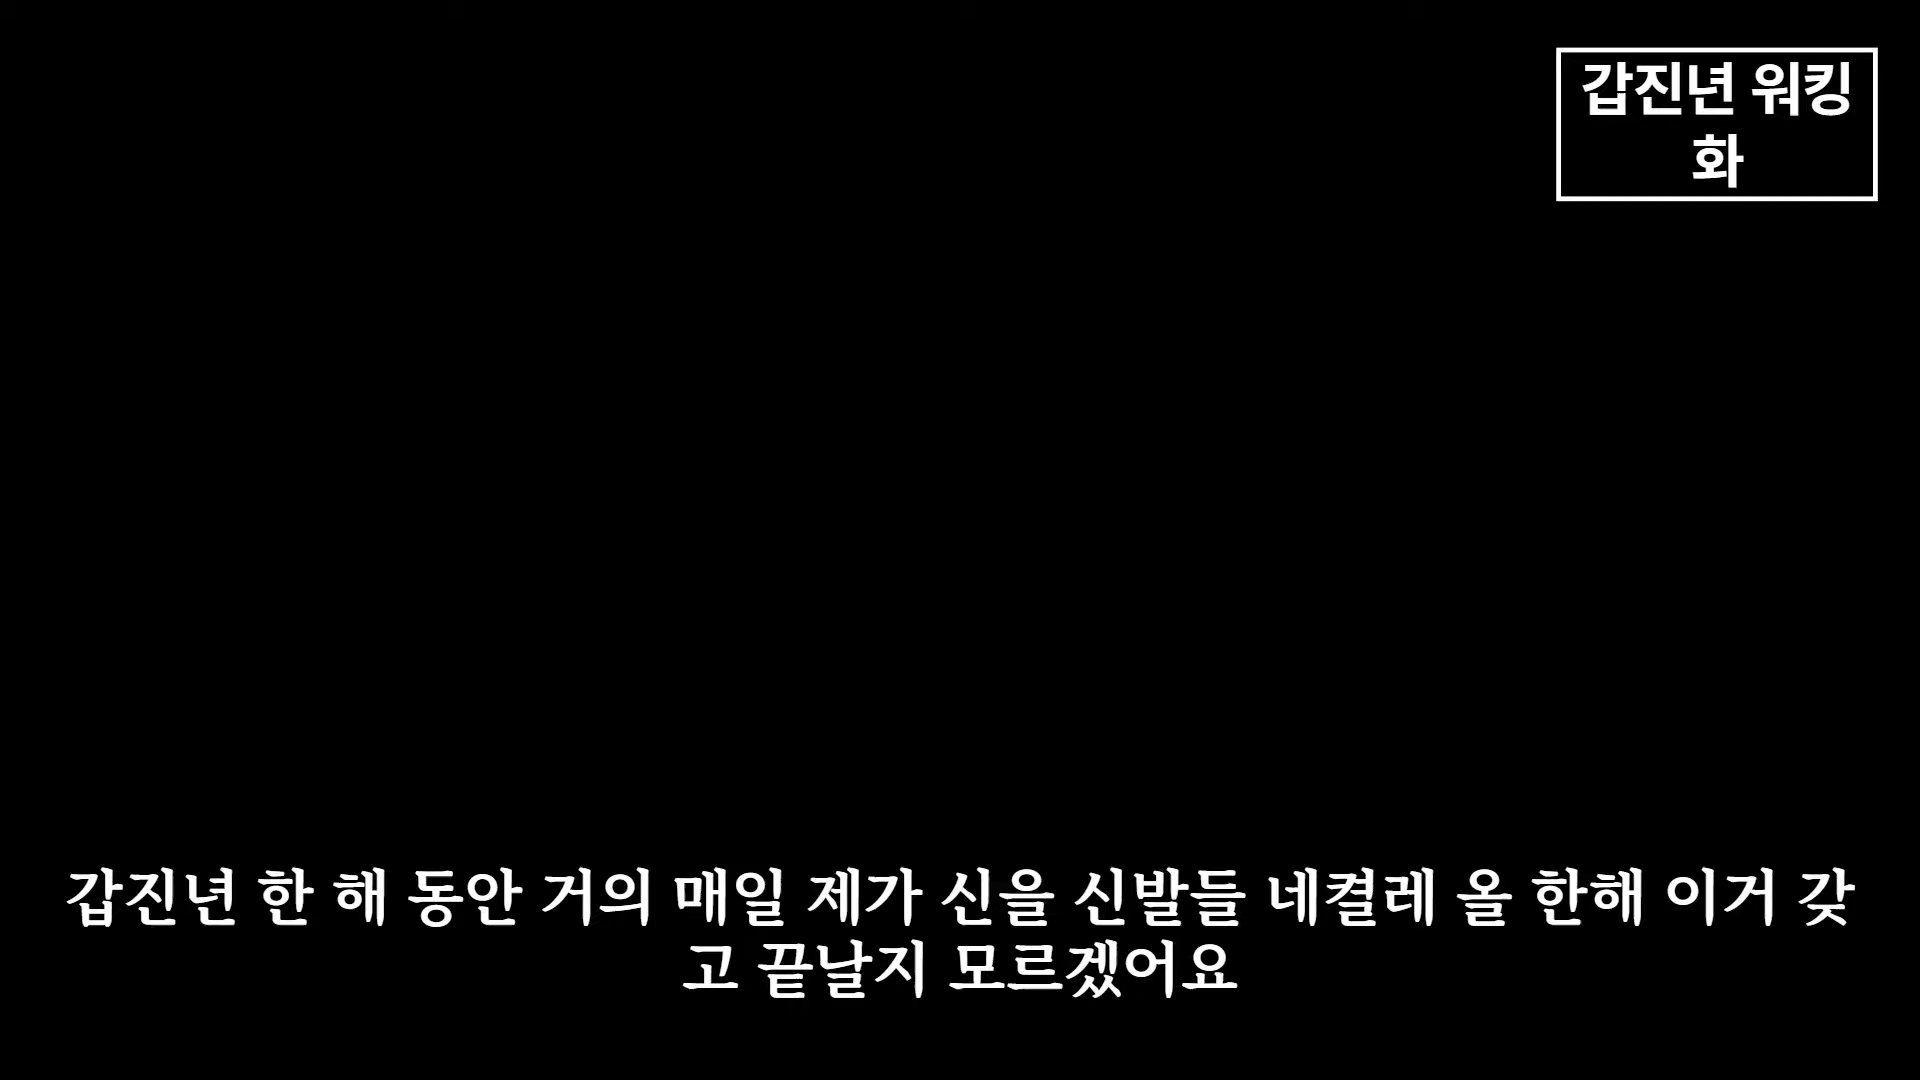 갑진년 워킹
화
갑진년 한 해 동안 거의 매일 제가 신을 신발들 네켤레 올 한해 이거 갖
고 끝날지 모르겠어요